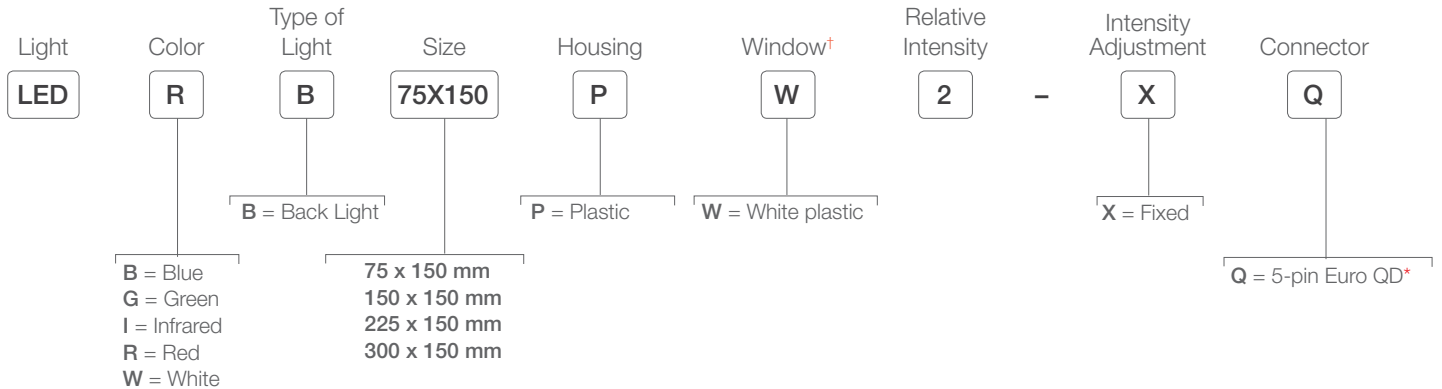 Light
Color
Type of
Light
Size
Housing
Window†
Relative
Intensity
Intensity
Adjustment
Connector
LED
R
B
75X150
P
W
2
–
X
Q
B = Back Light
P = Plastic
W = White plastic
X = Fixed
B = Blue
G = Green
I = Infrared
R = Red
W = White
75 x 150 mm
150 x 150 mm
225 x 150 mm
300 x 150 mm
Q = 5-pin Euro QD*